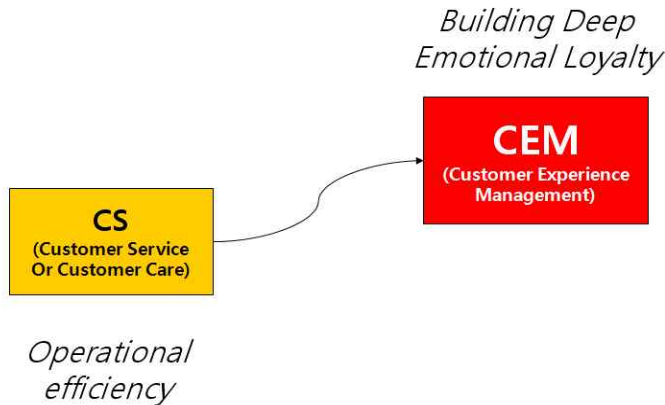 Building Deep
Emotional Loyalty
CEM
(Customer Experience
Management)
CS
(Customer Service
Or Customer Care)
Operational
efficiency